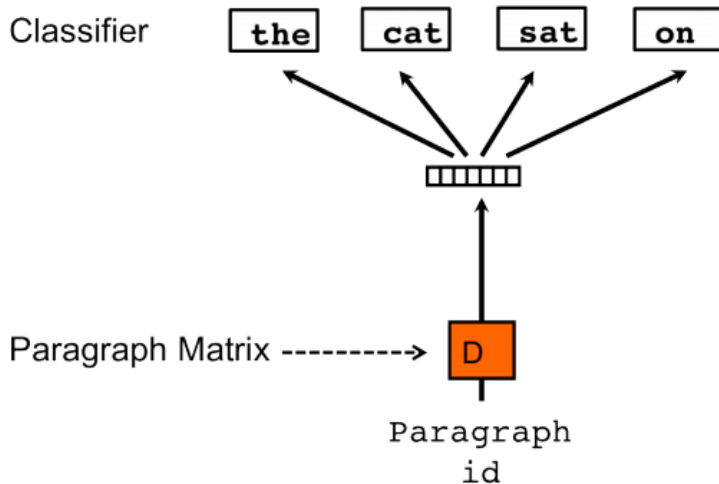 Classifier the cat sat on
Paragraph Matrix D
Paragraph
id